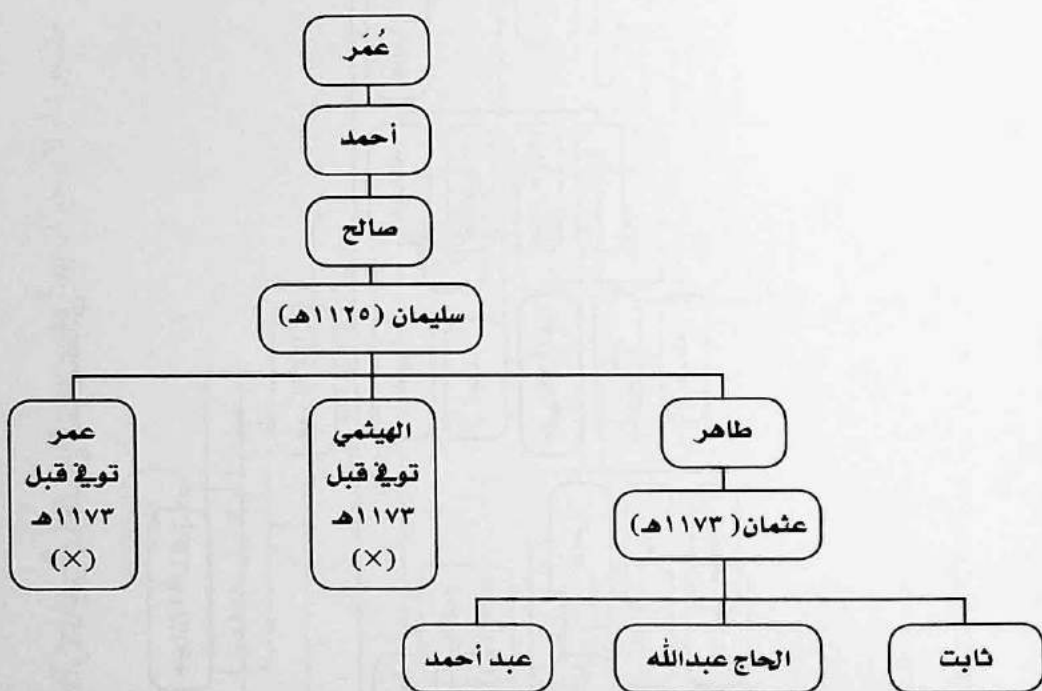 عُمَر
أحمد
صالح
سليمان (١١٢٥هـ)
طاهر
عثمان( ١١٧٣هـ)
ثابت
الحاج عبدالله
عبد أحمد
الهيثمي
توفي قبل
١١٧٣هـ
(×)
عمر
توفي قبل
١١٧٣هـ
(×)